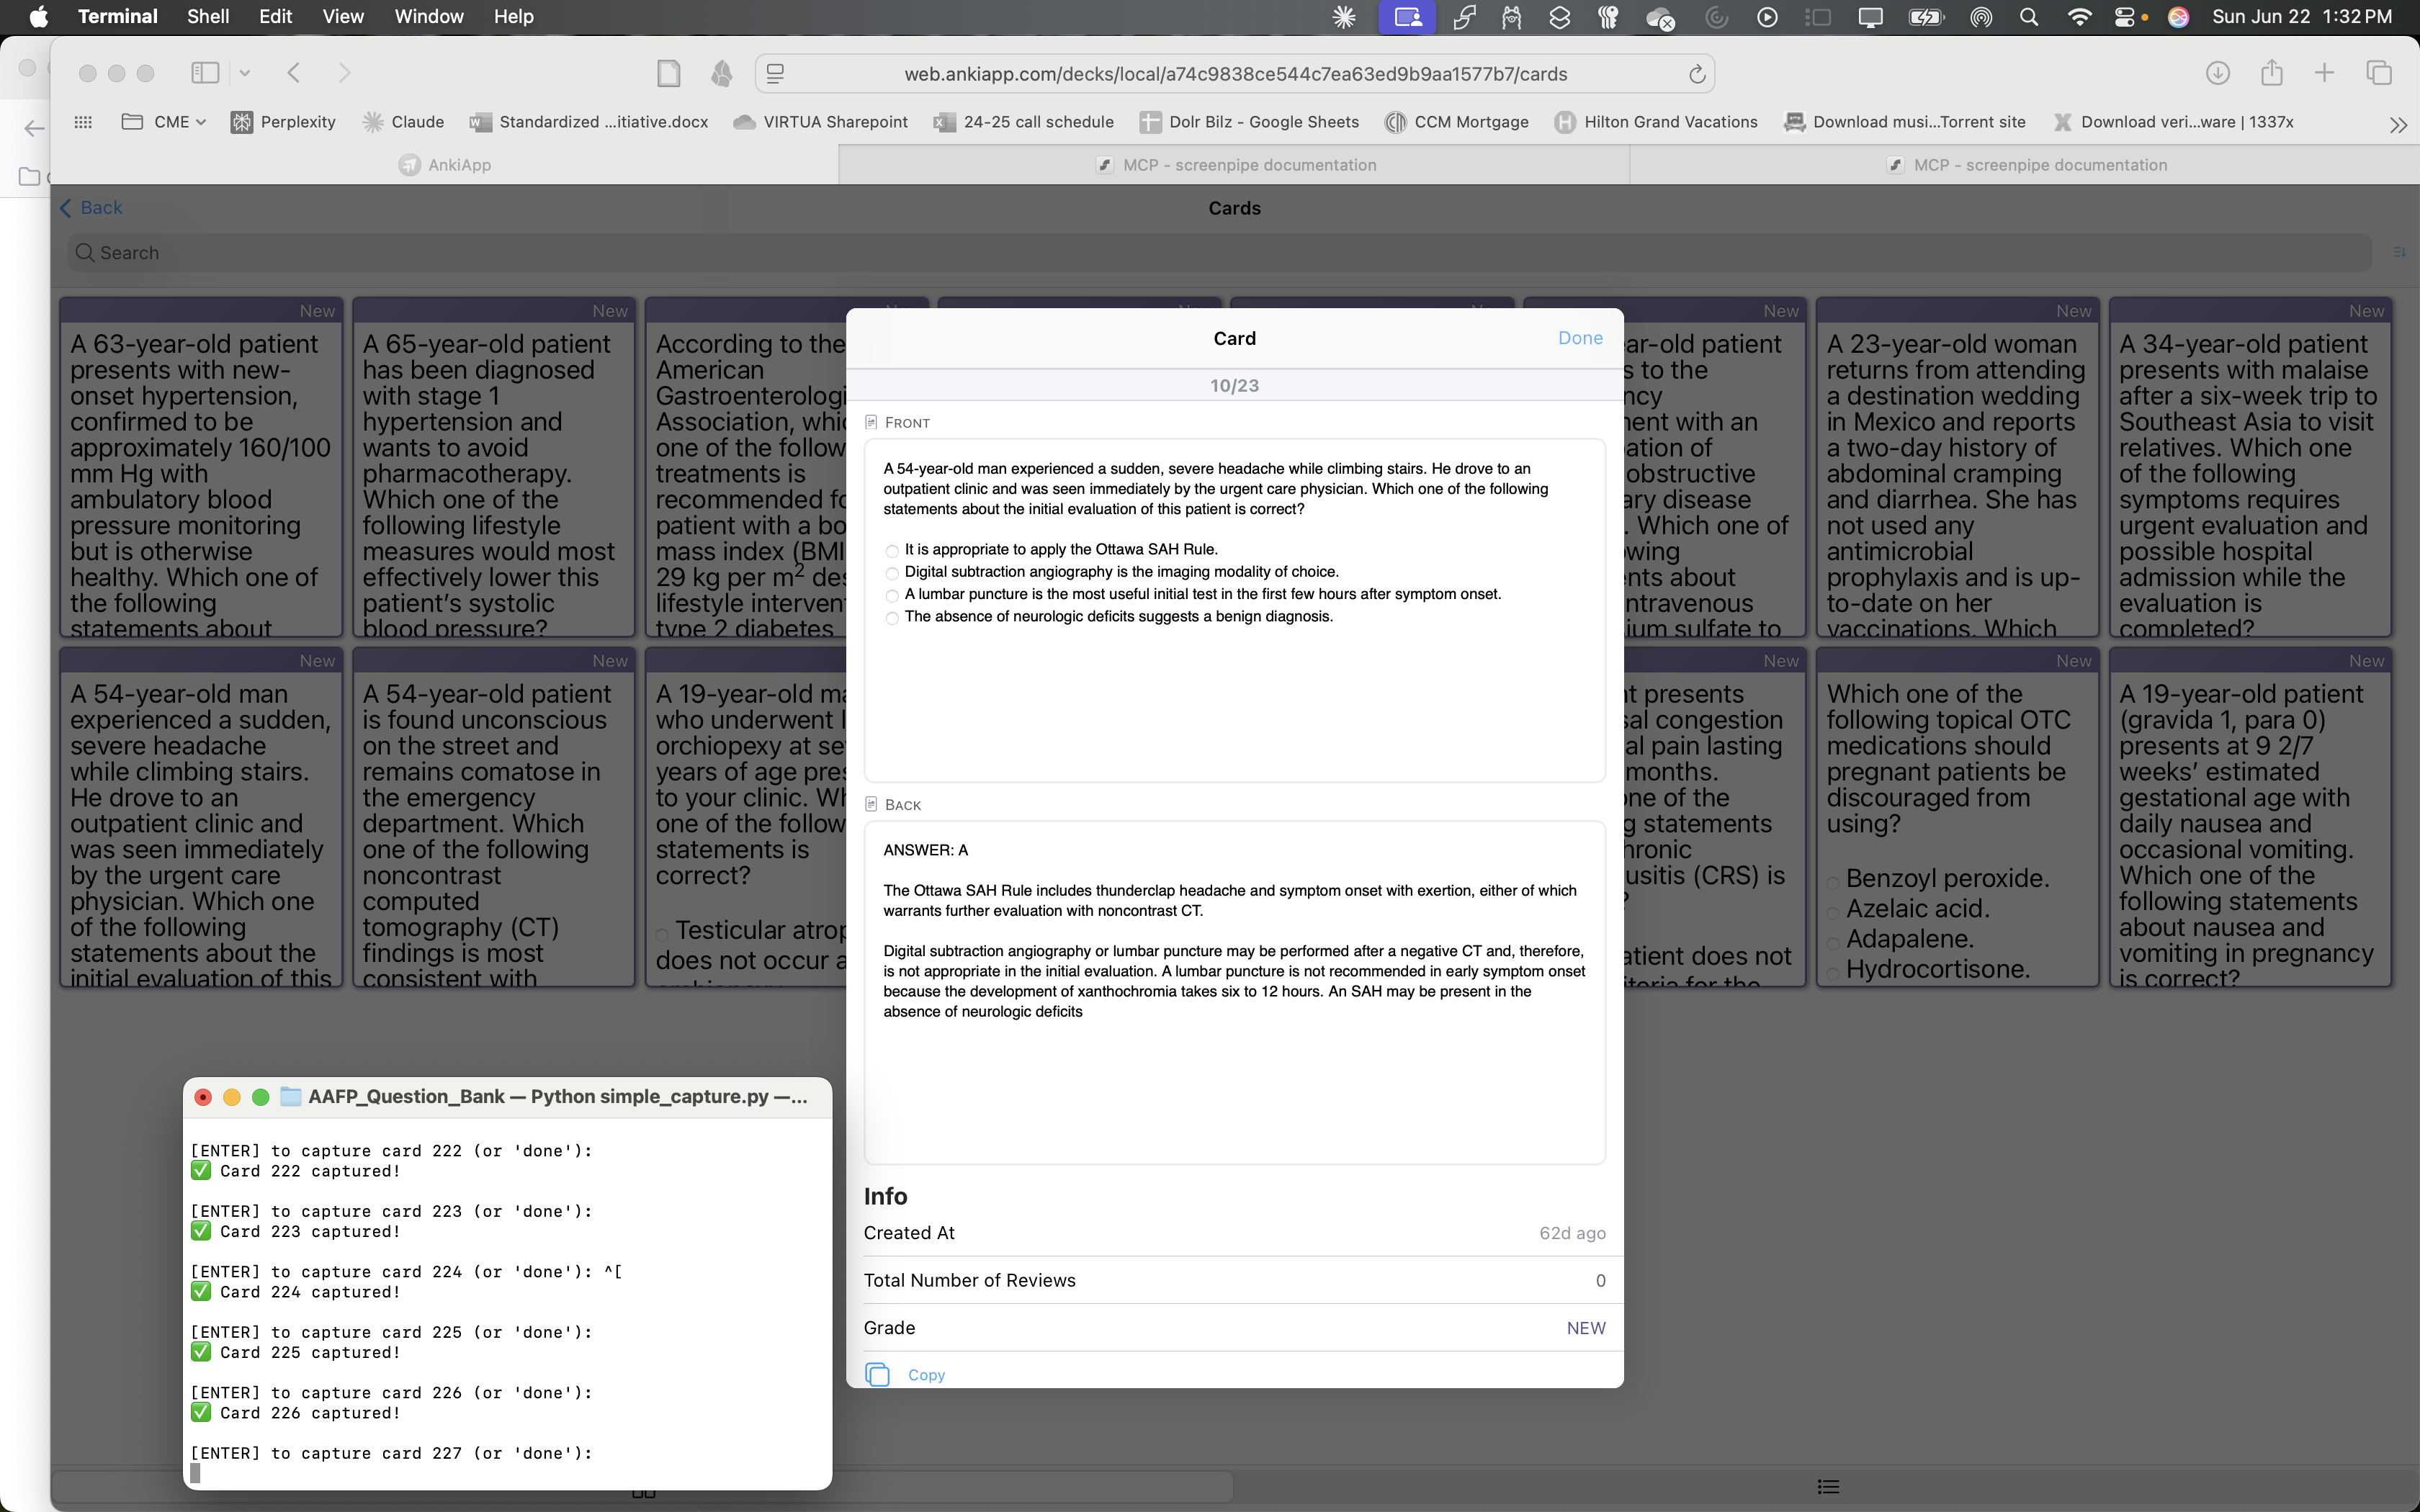 Terminal Shell Edit View Window Help Sun Jun 22 1:32 PM
web.ankiapp.com/decks/local/a74c9838ce544c7ea63ed9b9aa1577b7/cards
CME Perplexity Claude Standardized ...itiative.docx VIRTUA Sharepoint 24-25 call schedule Dolr Bilz - Google Sheets CCM Mortgage Hilton Grand Vacations Download musi...Torrent site Download veri...ware | 1337x
AnkiApp MCP - screenpipe documentation MCP - screenpipe documentation
Back Cards
Search
New
A 63-year-old patient
presents with new-
onset hypertension,
confirmed to be
approximately 160/100
mm Hg with
ambulatory blood
pressure monitoring
but is otherwise
healthy. Which one of
the following
statements about
New
A 65-year-old patient
has been diagnosed
with stage 1
hypertension and
wants to avoid
pharmacotherapy.
Which one of the
following lifestyle
measures would most
effectively lower this
patient's systolic
blood pressure?
According to the
American
Gastroenterologi
Association, whic
one of the follow
treatments is
recommended fo
patient with a bo
mass index (BMI
29 kg per m2 des
lifestyle interven
type 2 diabetes
New
ar-old patient
s to the
ncy
nent with an
ation of
obstructive
ary disease
. Which one of
owing
nts about
ntravenous
ium sulfate to
New
A 23-year-old woman
returns from attending
a destination wedding
in Mexico and reports
a two-day history of
abdominal cramping
and diarrhea. She has
not used any
antimicrobial
prophylaxis and is up-
to-date on her
vaccinations. Which
New
A 34-year-old patient
presents with malaise
after a six-week trip to
Southeast Asia to visit
relatives. Which one
of the following
symptoms requires
urgent evaluation and
possible hospital
admission while the
evaluation is
completed?
New
A 54-year-old man
experienced a sudden,
severe headache
while climbing stairs.
He drove to an
outpatient clinic and
was seen immediately
by the urgent care
physician. Which one
of the following
statements about the
initial evaluation of this
New
A 54-year-old patient
is found unconscious
on the street and
remains comatose in
the emergency
department. Which
one of the following
noncontrast
computed
tomography (CT)
findings is most
consistent with
A 19-year-old ma
who underwent l
orchiopexy at se
years of age pres
to your clinic. Wh
one of the follow
statements is
correct?
Testicular atrop
does not occur a
New
nt presents
sal congestion
al pain lasting
months.
one of the
g statements
hronic
usitis (CRS) is
?
atient does not
iteria for the
New
Which one of the
following topical OTC
medications should
pregnant patients be
discouraged from
using?
Benzoyl peroxide.
Azelaic acid.
Adapalene.
Hydrocortisone.
New
A 19-year-old patient
(gravida 1, para 0)
presents at 9 2/7
weeks' estimated
gestational age with
daily nausea and
occasional vomiting.
Which one of the
following statements
about nausea and
vomiting in pregnancy
is correct?
Card Done
10/23
FRONT
A 54-year-old man experienced a sudden, severe headache while climbing stairs. He drove to an
outpatient clinic and was seen immediately by the urgent care physician. Which one of the following
statements about the initial evaluation of this patient is correct?
It is appropriate to apply the Ottawa SAH Rule.
Digital subtraction angiography is the imaging modality of choice.
A lumbar puncture is the most useful initial test in the first few hours after symptom onset.
The absence of neurologic deficits suggests a benign diagnosis.
BACK
ANSWER: A
The Ottawa SAH Rule includes thunderclap headache and symptom onset with exertion, either of which
warrants further evaluation with noncontrast CT.
Digital subtraction angiography or lumbar puncture may be performed after a negative CT and, therefore,
is not appropriate in the initial evaluation. A lumbar puncture is not recommended in early symptom onset
because the development of xanthochromia takes six to 12 hours. An SAH may be present in the
absence of neurologic deficits
Info
Created At 62d ago
Total Number of Reviews 0
Grade NEW
Copy
AAFP_Question_Bank — Python simple_capture.py —...
[ENTER] to capture card 222 (or 'done'):
✅ Card 222 captured!
[ENTER] to capture card 223 (or 'done'):
✅ Card 223 captured!
[ENTER] to capture card 224 (or 'done'): ^[
✅ Card 224 captured!
[ENTER] to capture card 225 (or 'done'):
✅ Card 225 captured!
[ENTER] to capture card 226 (or 'done'):
✅ Card 226 captured!
[ENTER] to capture card 227 (or 'done'):